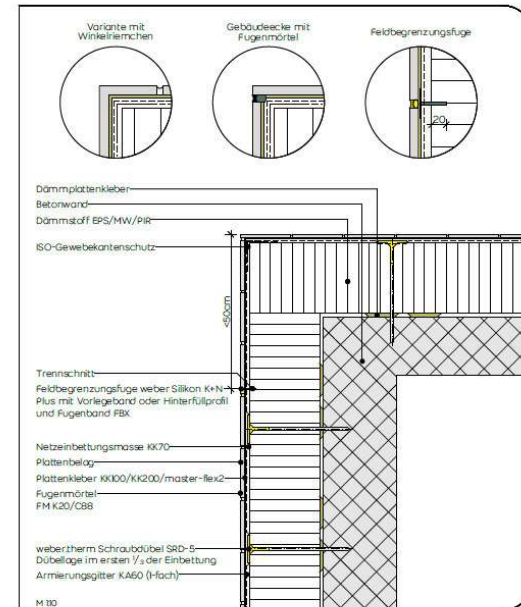 Variante mit
Winkelriemchen
Gebäudeecke mit
Fugenmörtel
Feldbegrenzungsfuge
20
Dämmplattenkleber
Betonwand
Dämmstoff EPS/MW/PIR
ISO-Gewebekantenschutz
<50cm
Trennschnitt
Feldbegrenzungsfuge weber Silikon K+N
Plus mit Vorlegeband oder Hinterfüllprofil
und Fugenband FBX
Netzeinbettungsmasse KK70
Plattenbelag
Plattenkleber KK100/KK200/master-flex2
Fugenmörtel
FM K20/C88
weber.therm Schraubdübel SRD-5
Dübellage im ersten 1/3 der Einbettung
Armierungsgitter KA60 (1-fach)
M 1:10